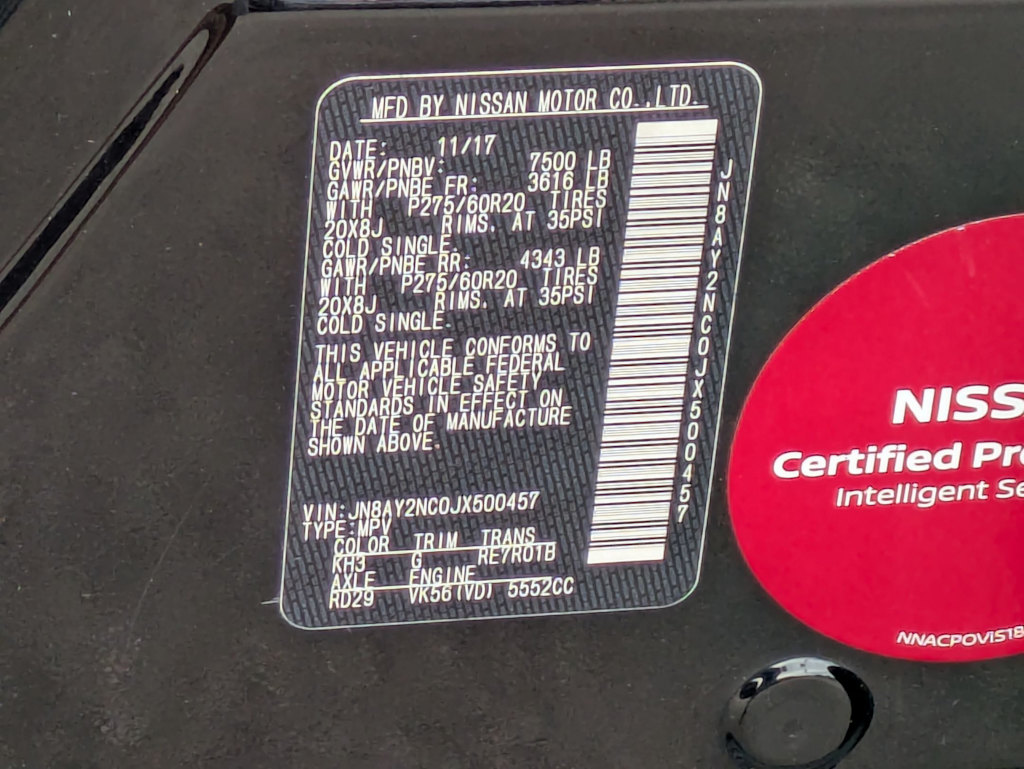 MFD BY NISSAN MOTOR CO.,LTD.
DATE: 11/17
GVWR/PNBV: 7500 LB
GAWR/PNBE FR: 3616 LB
WITH P275/60R20 TIRES
20X8J RIMS. AT 35PSI
COLD SINGLE.
GAWR/PNBE RR: 4343 LB
WITH P275/60R20 TIRES
20X8J RIMS. AT 35PSI
COLD SINGLE.
THIS VEHICLE CONFORMS TO
ALL APPLICABLE FEDERAL
MOTOR VEHICLE SAFETY
STANDARDS IN EFFECT ON
THE DATE OF MANUFACTURE
SHOWN ABOVE.
VIN:JN8AY2NC0JX500457
TYPE:MPV
COLOR TRIM TRANS
KH3 G RE7R01B
AXLE ENGINE
RD29 VK56(VD) 5552CC
JN8AY2NC0JX500457
NISS
Certified Pr
Intelligent Se
NNACPOVIS18